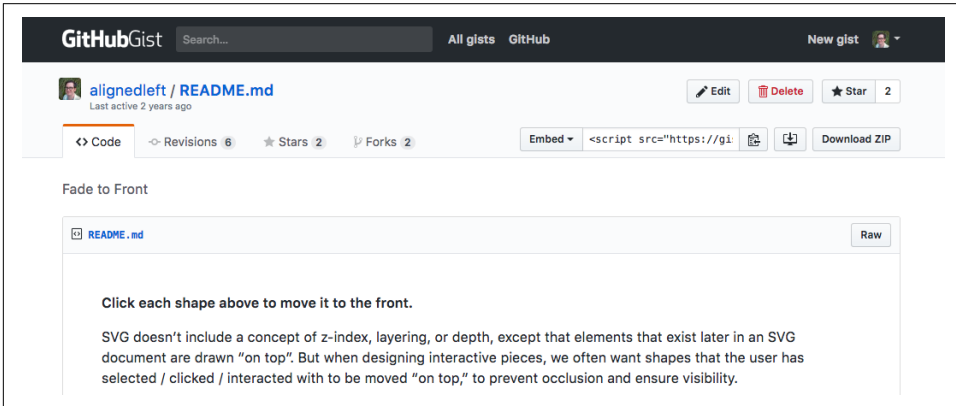 GitHubGist Search... All gists GitHub New gist
alignedleft / README.md Edit Delete Star 2
Last active 2 years ago
Code Revisions 6 Stars 2 Forks 2 Embed <script src="https://gi Download ZIP
Fade to Front
README.md Raw
Click each shape above to move it to the front.
SVG doesn’t include a concept of z-index, layering, or depth, except that elements that exist later in an SVG
document are drawn “on top”. But when designing interactive pieces, we often want shapes that the user has
selected / clicked / interacted with to be moved “on top,” to prevent occlusion and ensure visibility.